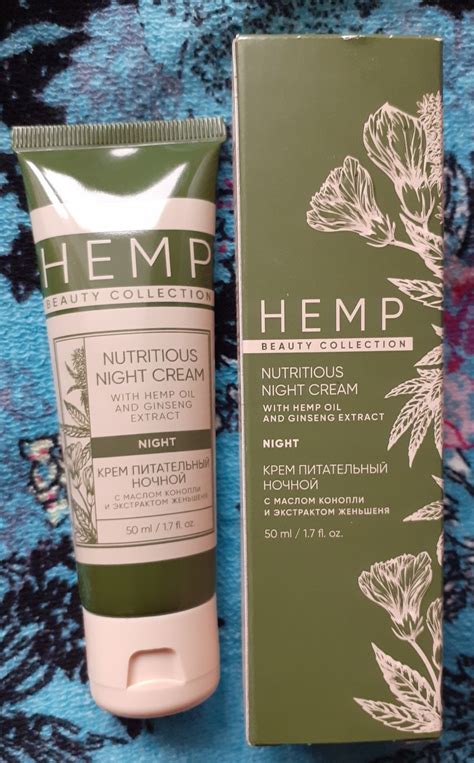 HEMP
BEAUTY COLLECTION
NUTRITIOUS
NIGHT CREAM
WITH HEMP OIL
AND GINSENG
EXTRACT
NIGHT
КРЕМ ПИТАТЕЛЬНЫЙ
НОЧНОЙ
С МАСЛОМ КОНОПЛИ
И ЭКСТРАКТОМ ЖЕНЬШЕНЯ
50 ml / 1.7 fl. oz.
HEMP
BEAUTY COLLECTION
NUTRITIOUS
NIGHT CREAM
WITH HEMP OIL
AND GINSENG EXTRACT
NIGHT
КРЕМ ПИТАТЕЛЬНЫЙ
НОЧНОЙ
С МАСЛОМ КОНОПЛИ
И ЭКСТРАКТОМ ЖЕНЬШЕНЯ
50 ml / 1.7 fl. oz.